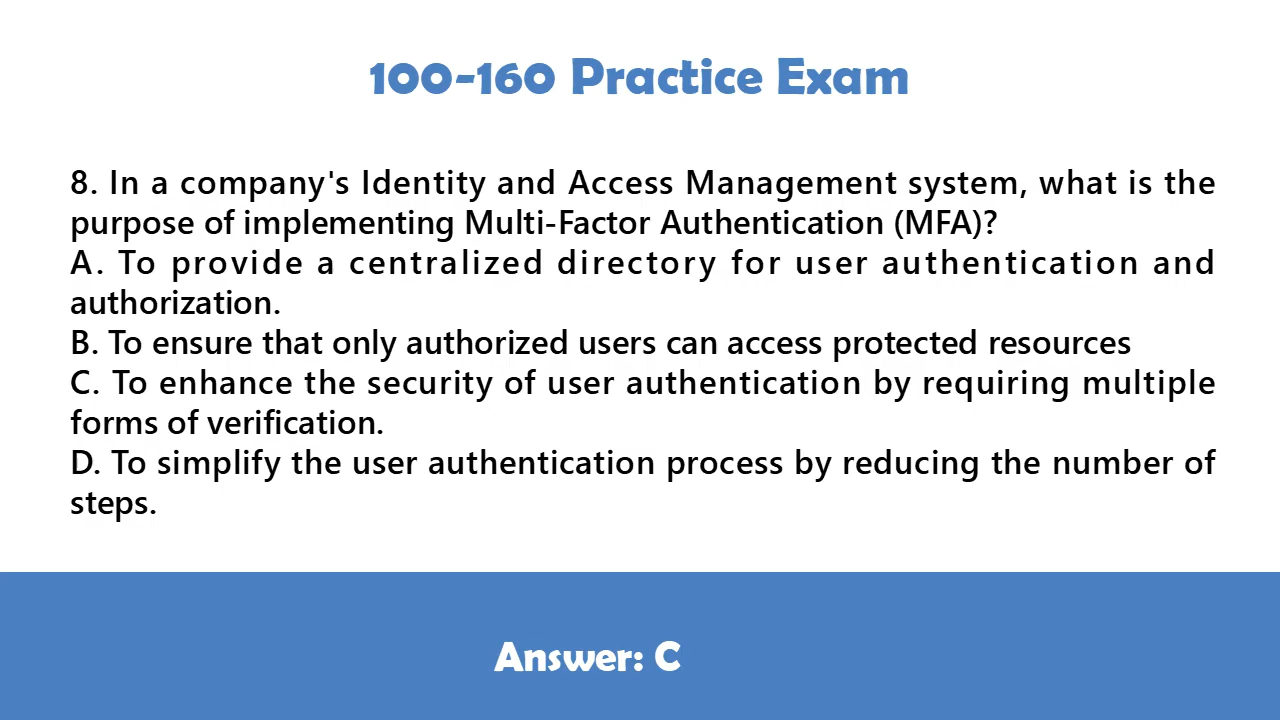 100-160 Practice Exam
8. In a company's Identity and Access Management system, what is the
purpose of implementing Multi-Factor Authentication (MFA)?
A. To provide a centralized directory for user authentication and
authorization.
B. To ensure that only authorized users can access protected resources
C. To enhance the security of user authentication by requiring multiple
forms of verification.
D. To simplify the user authentication process by reducing the number of
steps.
Answer: C